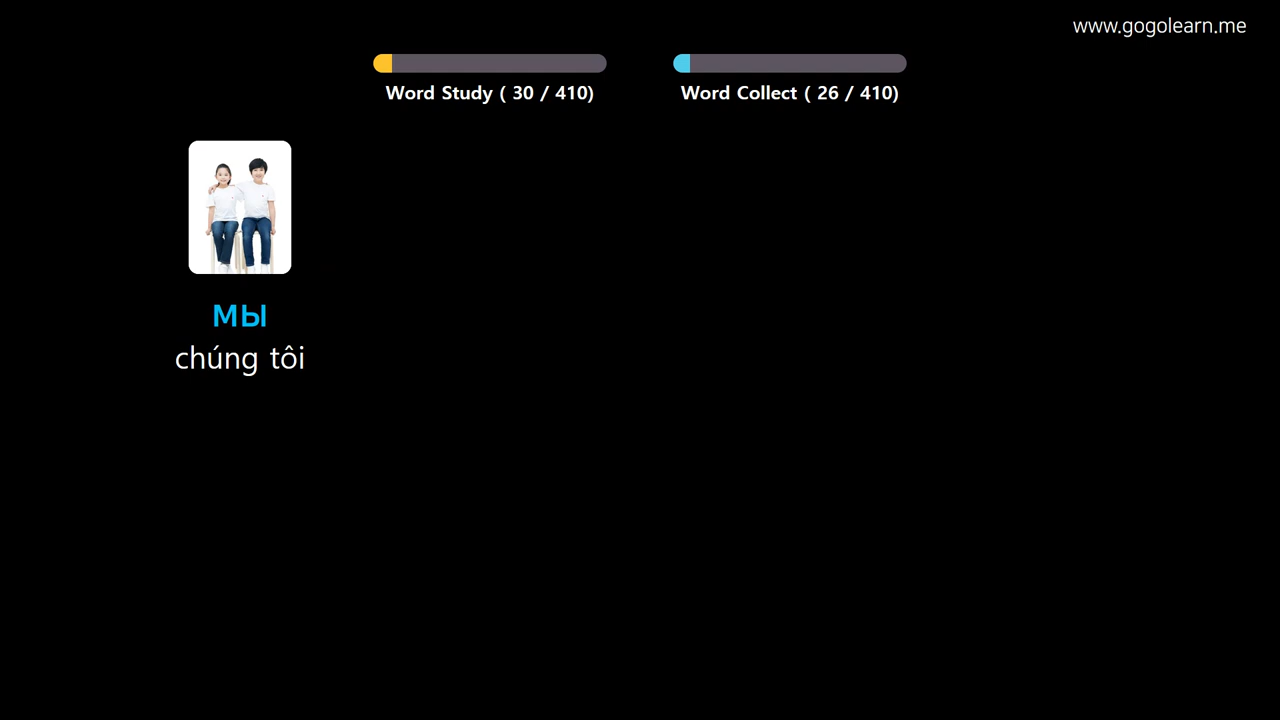 www.gogolearn.me
Word Study ( 30 / 410)
Word Collect ( 26 / 410)
мы
chúng tôi